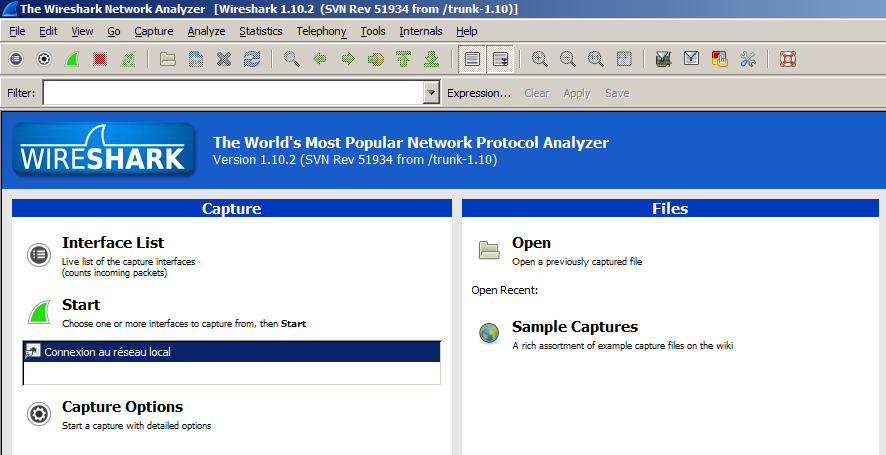 The Wireshark Network Analyzer [Wireshark 1.10.2 (SVN Rev 51934 from /trunk-1.10)]
File Edit View Go Capture Analyze Statistics Telephony Tools Internals Help
Filter: Expression... Clear Apply Save
WIRESHARK
The World's Most Popular Network Protocol Analyzer
Version 1.10.2 (SVN Rev 51934 from /trunk-1.10)
Capture
Interface List
Live list of the capture interfaces
(counts incoming packets)
Start
Choose one or more interfaces to capture from, then Start
Connexion au réseau local
Capture Options
Start a capture with detailed options
Files
Open
Open a previously captured file
Open Recent:
Sample Captures
A rich assortment of example capture files on the wiki